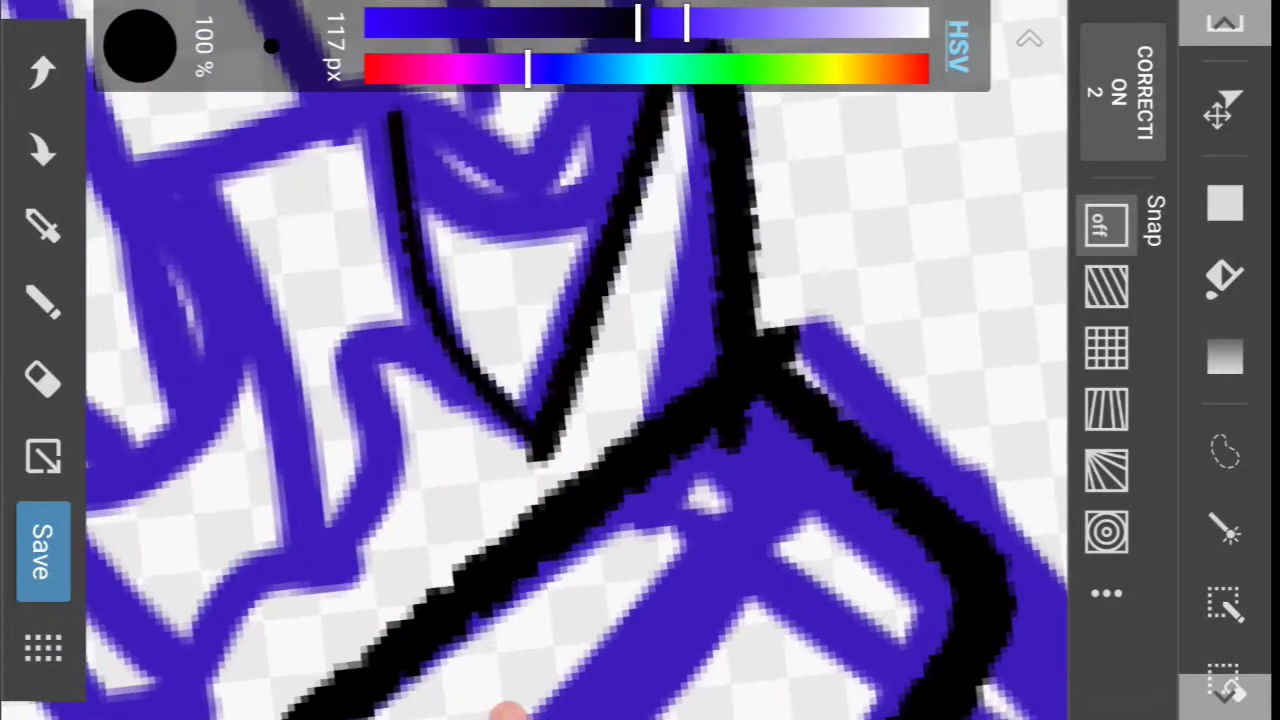 HSV
117 px
100 %
CORRECTI
ON
2
Snap
off
Save